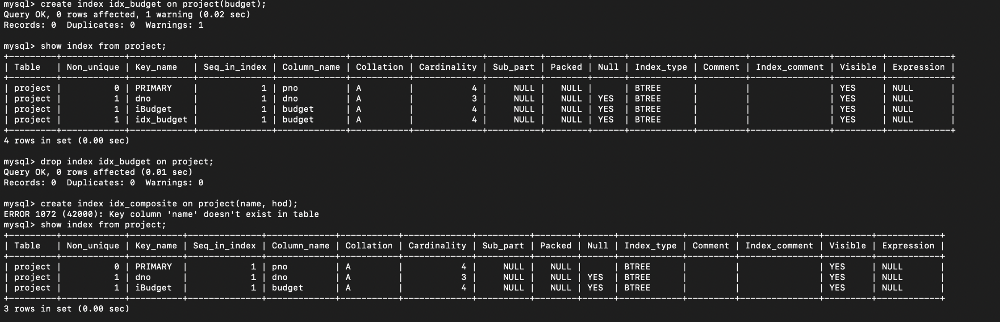 mysql> create index idx_budget on project(budget);
Query OK, 0 rows affected, 1 warning (0.02 sec)
Records: 0  Duplicates: 0  Warnings: 1
mysql> show index from project;
| Table   | Non_unique | Key_name   | Seq_in_index | Column_name | Collation | Cardinality | Sub_part | Packed | Null | Index_type | Comment | Index_comment | Visible | Expression |
| project |          0 | PRIMARY    |            1 | pno         | A         |           4 |     NULL |   NULL |      | BTREE      |         |               | YES     | NULL       |
| project |          1 | dno        |            1 | dno         | A         |           3 |     NULL |   NULL | YES  | BTREE      |         |               | YES     | NULL       |
| project |          1 | iBudget    |            1 | budget      | A         |           4 |     NULL |   NULL | YES  | BTREE      |         |               | YES     | NULL       |
| project |          1 | idx_budget |            1 | budget      | A         |           4 |     NULL |   NULL | YES  | BTREE      |         |               | YES     | NULL       |
4 rows in set (0.00 sec)
mysql> drop index idx_budget on project;
Query OK, 0 rows affected (0.01 sec)
Records: 0  Duplicates: 0  Warnings: 0
mysql> create index idx_composite on project(name, hod);
ERROR 1072 (42000): Key column 'name' doesn't exist in table
mysql> show index from project;
| Table   | Non_unique | Key_name | Seq_in_index | Column_name | Collation | Cardinality | Sub_part | Packed | Null | Index_type | Comment | Index_comment | Visible | Expression |
| project |          0 | PRIMARY  |            1 | pno         | A         |           4 |     NULL |   NULL |      | BTREE      |         |               | YES     | NULL       |
| project |          1 | dno      |            1 | dno         | A         |           3 |     NULL |   NULL | YES  | BTREE      |         |               | YES     | NULL       |
| project |          1 | iBudget  |            1 | budget      | A         |           4 |     NULL |   NULL | YES  | BTREE      |         |               | YES     | NULL       |
3 rows in set (0.00 sec)